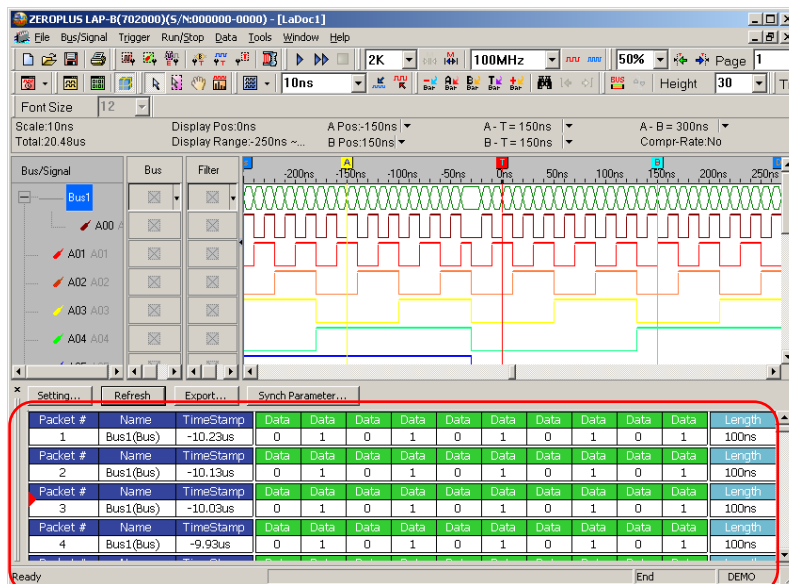 ZEROPLUS LAP-B(702000)(S/N:000000-0000) - [LaDoc1]
File Bus/Signal Trigger Run/Stop Data Tools Window Help
2K 100MHz 50% Page 1
10ns Bar Bar Bar Bar Bar BUS Height 30 T
Font Size 12
Scale:10ns Display Pos:0ns A Pos:-150ns A - T = 150ns A - B = 300ns
Total:20.48us Display Range:-250ns ~... B Pos:150ns B - T = 150ns Compr-Rate:No
Bus/Signal Bus Filter A T B
-200ns -150ns -100ns -50ns 0ns 50ns 100ns 150ns 200ns 250ns
Bus1
A00 A
A01 A01
A02 A02
A03 A03
A04 A04
Setting... Refresh Export... Synch Parameter...
Packet # Name TimeStamp Data Data Data Data Data Data Data Data Data Data Length
1 Bus1(Bus) -10.23us 0 1 0 1 0 1 0 1 0 1 100ns
Packet # Name TimeStamp Data Data Data Data Data Data Data Data Data Data Length
2 Bus1(Bus) -10.13us 0 1 0 1 0 1 0 1 0 1 100ns
Packet # Name TimeStamp Data Data Data Data Data Data Data Data Data Data Length
3 Bus1(Bus) -10.03us 0 1 0 1 0 1 0 1 0 1 100ns
Packet # Name TimeStamp Data Data Data Data Data Data Data Data Data Data Length
4 Bus1(Bus) -9.93us 0 1 0 1 0 1 0 1 0 1 100ns
Ready End DEMO